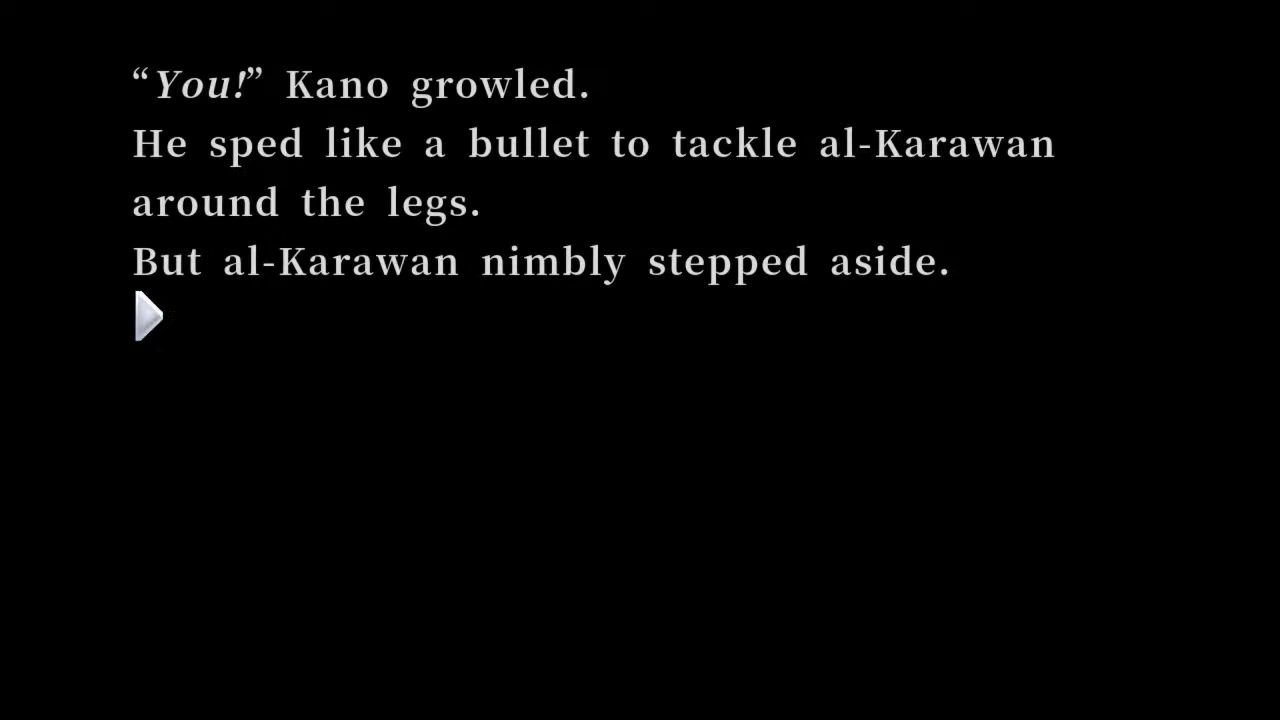 “You!” Kano growled.
He sped like a bullet to tackle al-Karawan
around the legs.
But al-Karawan nimbly stepped aside.